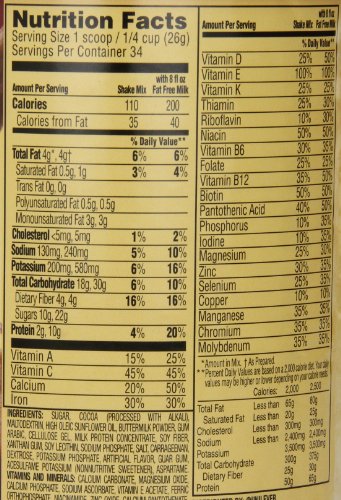 Nutrition Facts
Serving Size 1 scoop / 1/4 cup (26g)
Servings Per Container 34
Amount Per Serving Shake Mix with 8 fl oz Fat Free Milk
Calories 110 200
Calories from Fat 35 40
% Daily Value**
Total Fat 4g*, 4g† 6% 6%
Saturated Fat 0.5g, 1g 3% 4%
Trans Fat 0g, 0g
Polyunsaturated Fat 0.5g, 0.5g
Monounsaturated Fat 3g, 3g
Cholesterol <5mg, 5mg 1% 2%
Sodium 130mg, 240mg 5% 10%
Potassium 200mg, 580mg 6% 16%
Total Carbohydrate 18g, 30g 6% 10%
Dietary Fiber 4g, 4g 16% 16%
Sugars 10g, 22g
Protein 2g, 10g 4% 20%
Vitamin A 15% 25%
Vitamin C 45% 45%
Calcium 20% 50%
Iron 30% 30%
INGREDIENTS: SUGAR, COCOA (PROCESSED WITH ALKALI),
MALTODEXTRIN, HIGH OLEIC SUNFLOWER OIL, BUTTERMILK POWDER, GUM
ARABIC, CELLULOSE GEL, MILK PROTEIN CONCENTRATE, SOY FIBER,
XANTHAN GUM, SOY LECITHIN, SODIUM PHOSPHATE, SALT, CARRAGEENAN,
DEXTROSE, POTASSIUM PHOSPHATE, ARTIFICIAL FLAVOR, GUAR GUM,
ACESULFAME POTASSIUM (NONNUTRITIVE SWEETENER), ASPARTAME
VITAMINS AND MINERALS: CALCIUM CARBONATE, MAGNESIUM OXIDE,
CALCIUM PHOSPHATE, SODIUM ASCORBATE, VITAMIN E ACETATE, FERRIC
with 8 fl oz
Amount Per Serving Shake Mix Fat Free Milk
% Daily Value**
Vitamin D 25% 50%
Vitamin E 100% 100%
Vitamin K 25% 25%
Thiamin 25% 30%
Riboflavin 10% 30%
Niacin 50% 50%
Vitamin B6 30% 35%
Folate 25% 25%
Vitamin B12 35% 50%
Biotin 50% 50%
Pantothenic Acid 40% 50%
Phosphorus 10% 35%
Iodine 10% 35%
Magnesium 25% 30%
Zinc 30% 35%
Selenium 25% 35%
Copper 10% 10%
Manganese 35% 35%
Chromium 35% 35%
Molybdenum 35% 35%
*Amount in Mix. † As Prepared.
**Percent Daily Values are based on a 2,000 calorie diet. Your daily
values may be higher or lower depending on your calorie needs.
Calories: 2,000 2,500
Total Fat Less than 65g 80g
Saturated Fat Less than 20g 25g
Cholesterol Less than 300mg 300mg
Sodium Less than 2,400mg 2,400mg
Potassium 3,500mg 3,500mg
Total Carbohydrate 300g 375g
Dietary Fiber 25g 30g
Protein 50g 65g